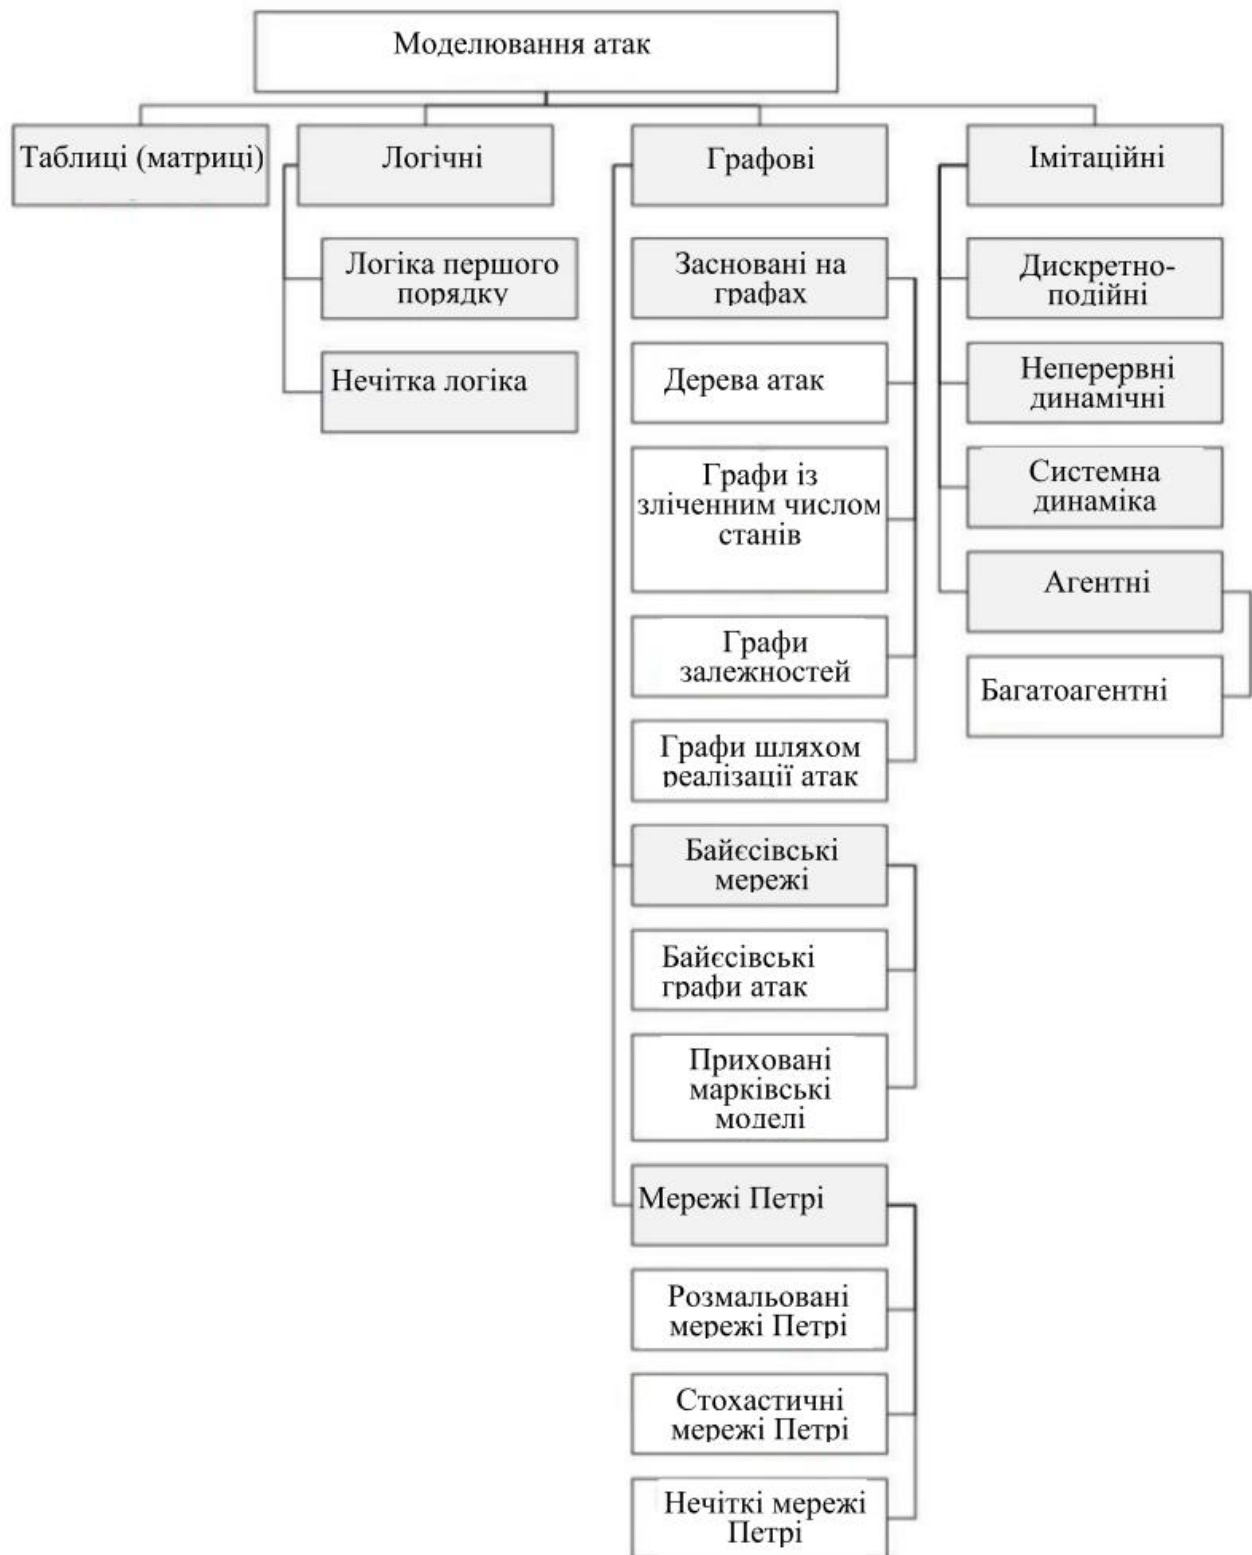 Моделювання атак
Таблиці (матриці)
Логічні
Логіка першого
порядку
Нечітка логіка
Графові
Засновані на
графах
Дерева атак
Графи із
зліченним числом
станів
Графи
залежностей
Графи шляхом
реалізації атак
Байєсівські
мережі
Байєсівські
графи атак
Приховані
марківські
моделі
Мережі Петрі
Розмальовані
мережі Петрі
Стохастичні
мережі Петрі
Нечіткі мережі
Петрі
Імітаційні
Дискретно-
подійні
Неперервні
динамічні
Системна
динаміка
Агентні
Багатоагентні